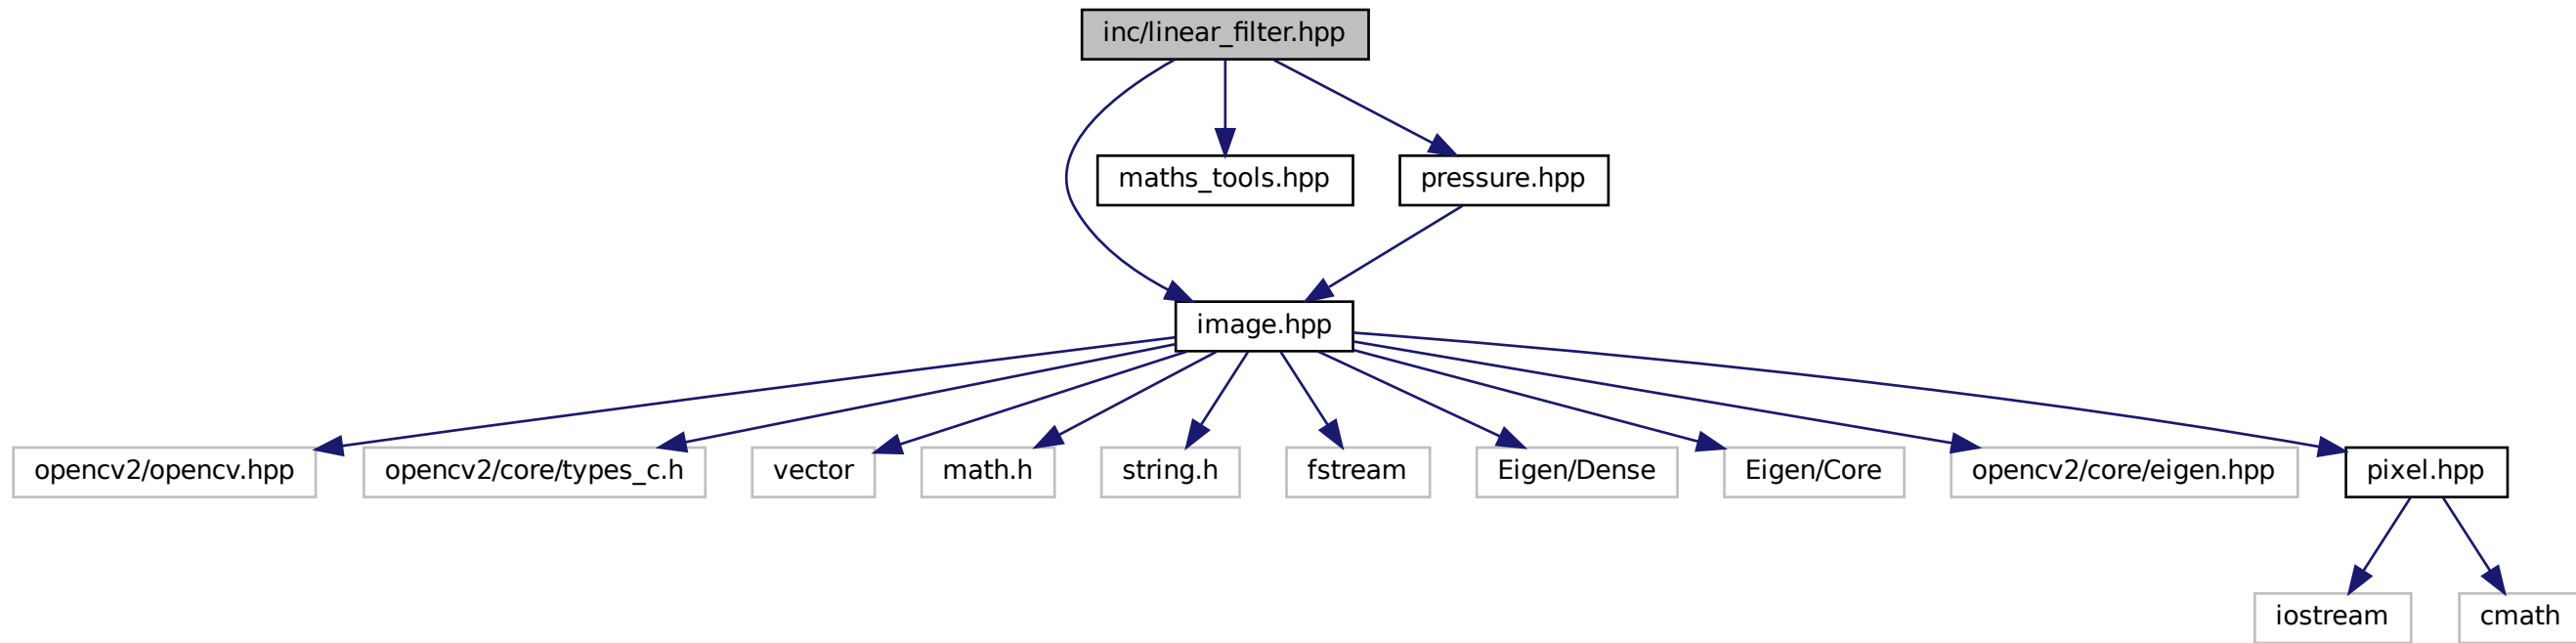 inc/linear_filter.hpp
maths_tools.hpp
pressure.hpp
image.hpp
opencv2/opencv.hpp
opencv2/core/types_c.h
vector
math.h
string.h
fstream
Eigen/Dense
Eigen/Core
opencv2/core/eigen.hpp
pixel.hpp
iostream
cmath